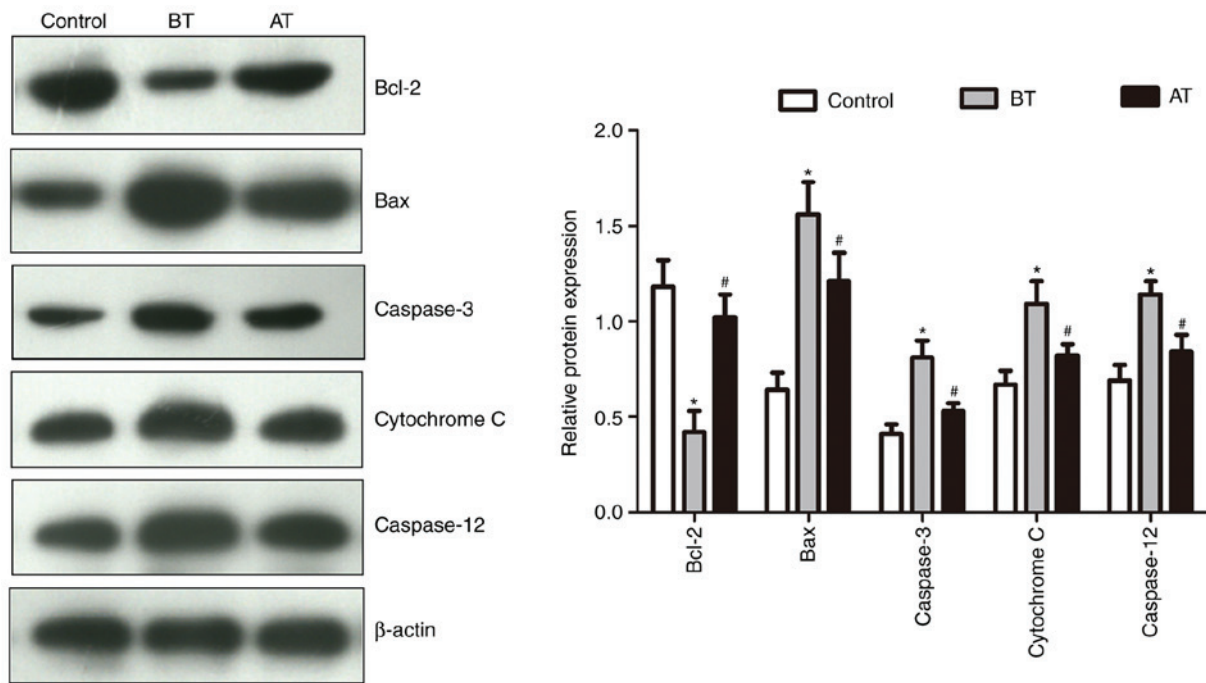 Control BT AT
Bcl-2
Bax
Caspase-3
Cytochrome C
Caspase-12
β-actin
Control BT AT
Relative protein expression
2.0
1.5
1.0
0.5
0.0
* #
* #
* #
* #
* #
Bcl-2
Bax
Caspase-3
Cytochrome C
Caspase-12